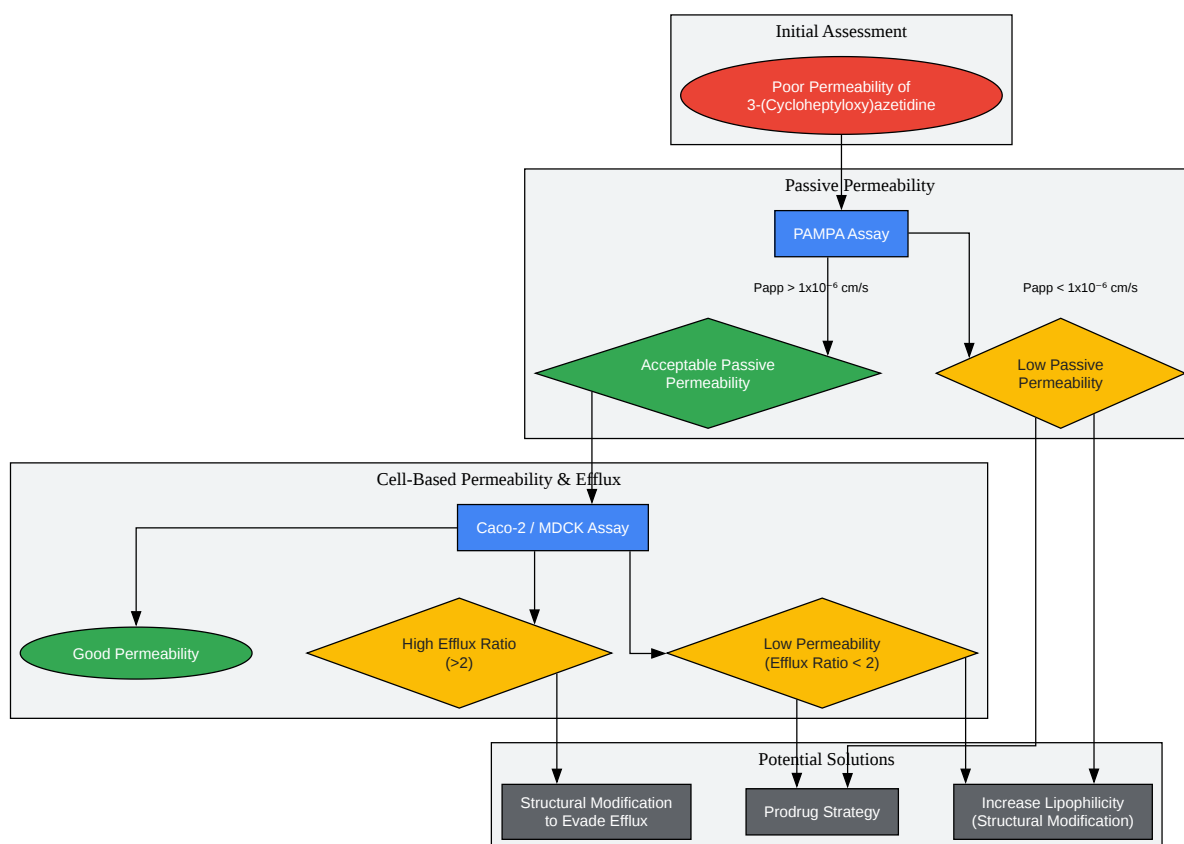 Initial Assessment
Poor Permeability of
3-(Cycloheptyloxy)azetidine
Passive Permeability
PAMPA Assay
Papp > 1x10⁻⁶ cm/s
Papp < 1x10⁻⁶ cm/s
Acceptable Passive
Permeability
Low Passive
Permeability
Cell-Based Permeability & Efflux
Caco-2 / MDCK Assay
Good Permeability
High Efflux Ratio
(>2)
Low Permeability
(Efflux Ratio < 2)
Potential Solutions
Structural Modification
to Evade Efflux
Prodrug Strategy
Increase Lipophilicity
(Structural Modification)